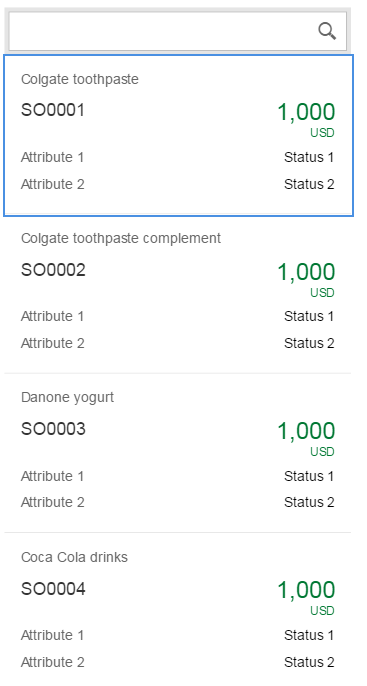 Colgate toothpaste
SO0001 1,000
USD
Attribute 1 Status 1
Attribute 2 Status 2
Colgate toothpaste complement
SO0002 1,000
USD
Attribute 1 Status 1
Attribute 2 Status 2
Danone yogurt
SO0003 1,000
USD
Attribute 1 Status 1
Attribute 2 Status 2
Coca Cola drinks
SO0004 1,000
USD
Attribute 1 Status 1
Attribute 2 Status 2